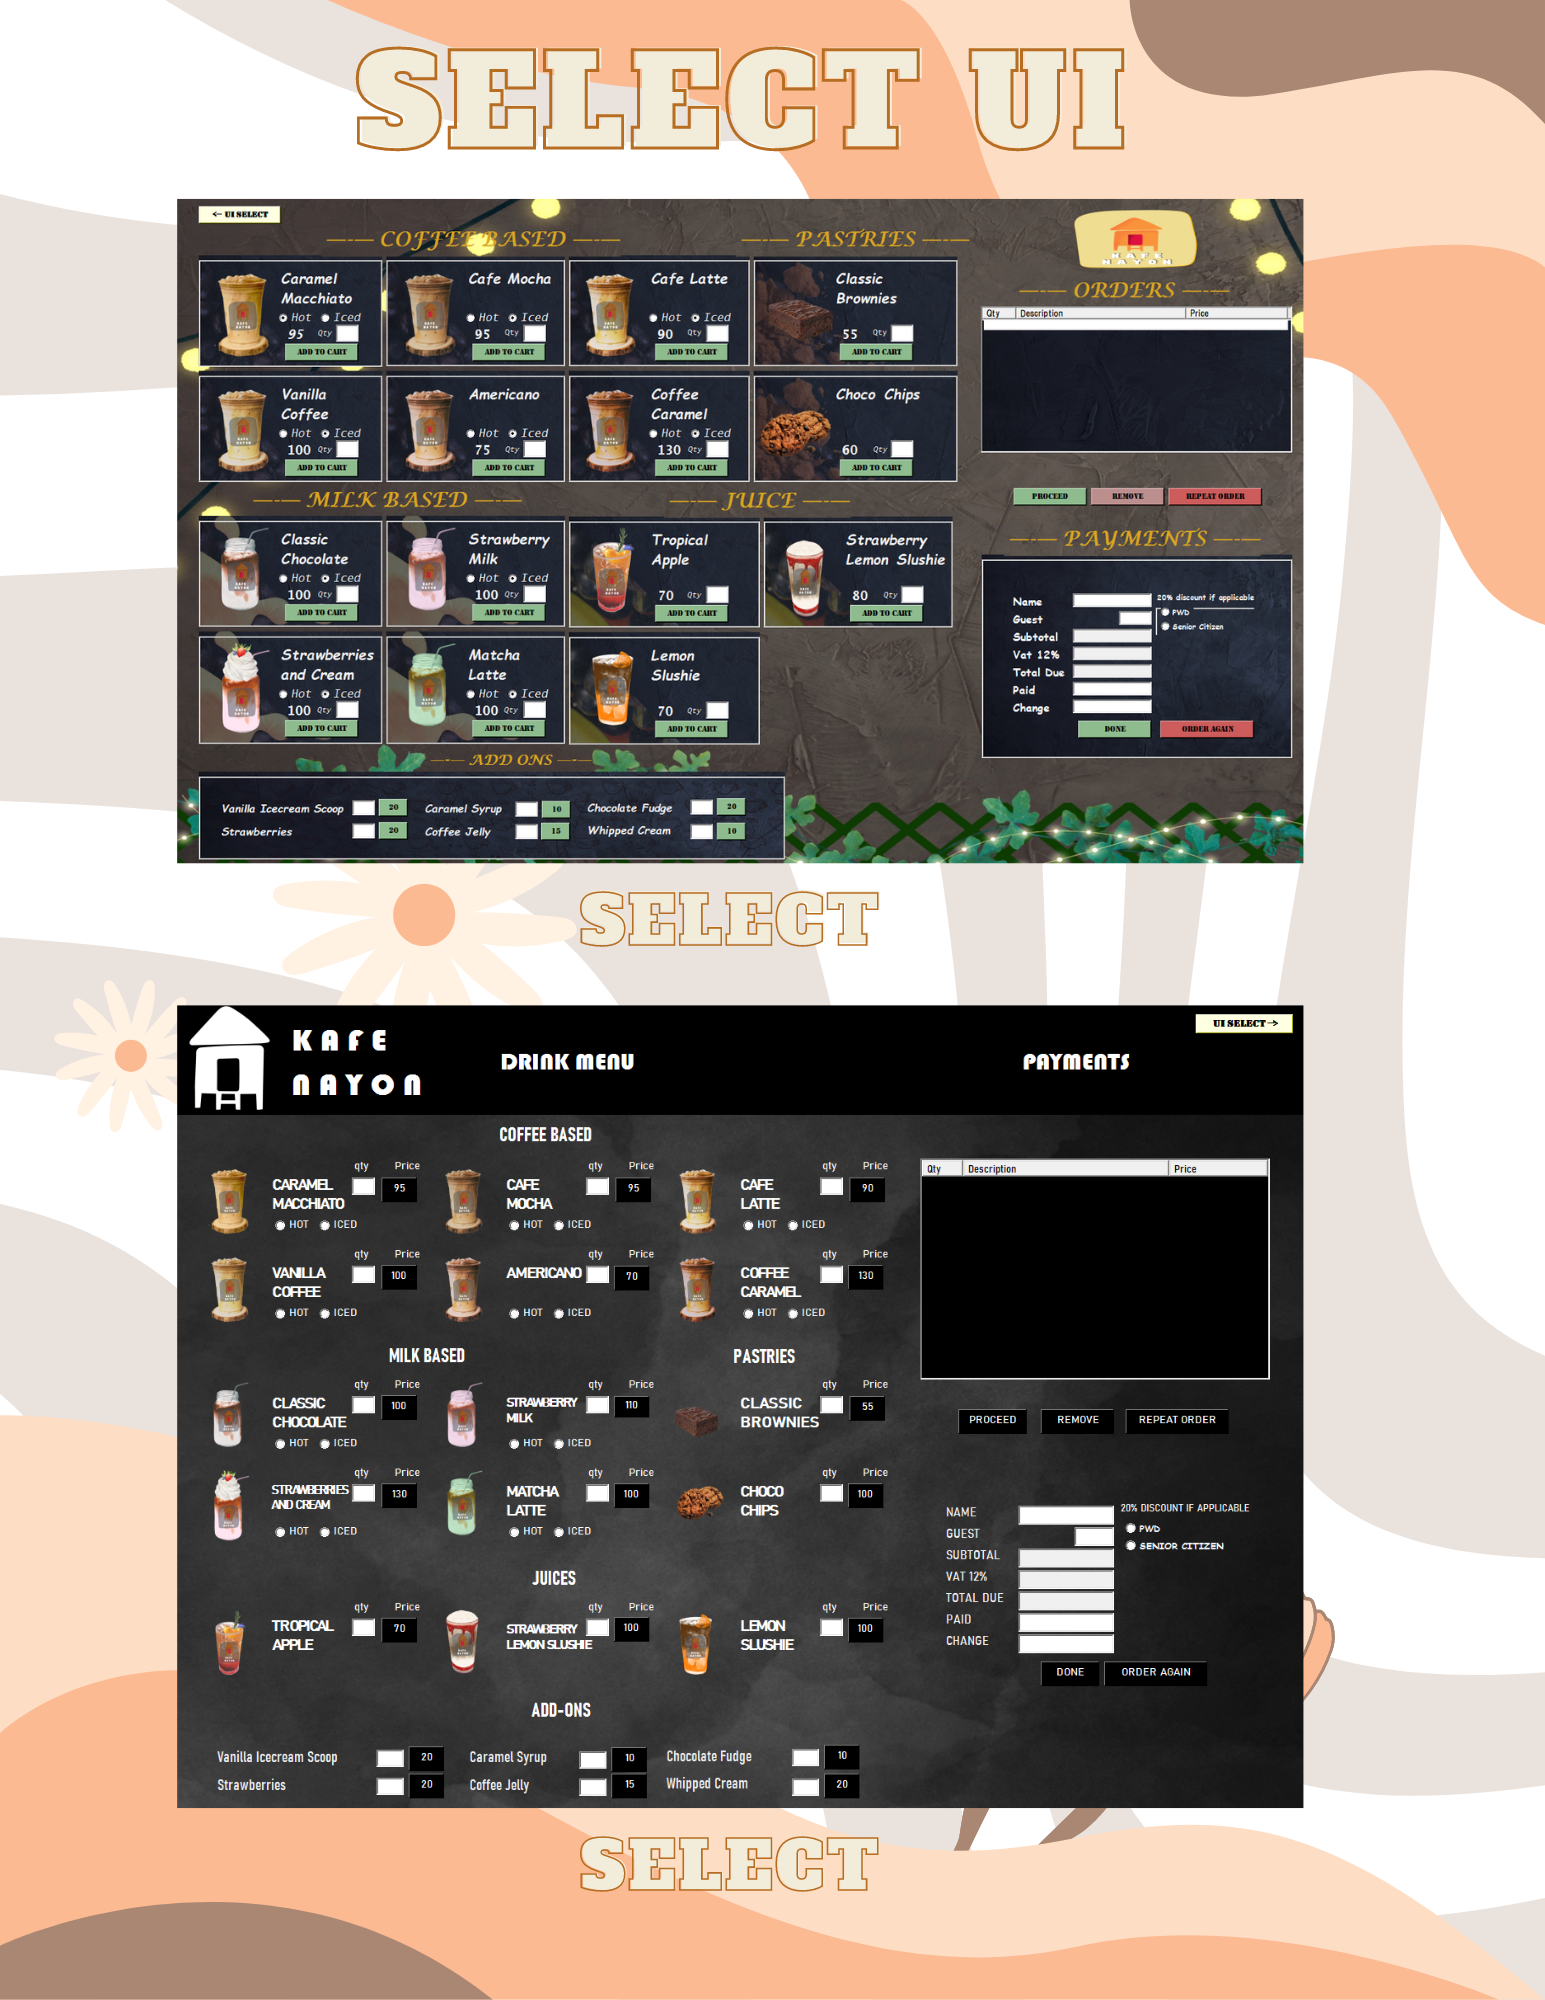 SELECT UI
← UI SELECT
COFFEE BASED
PASTRIES
KAFE
NAYON
Caramel
Macchiato
Hot Iced
95 Qty
ADD TO CART
Cafe Mocha
Hot Iced
95 Qty
ADD TO CART
Cafe Latte
Hot Iced
90 Qty
ADD TO CART
Classic
Brownies
55 Qty
ADD TO CART
Vanilla
Coffee
Hot Iced
100 Qty
ADD TO CART
Americano
Hot Iced
75 Qty
ADD TO CART
Coffee
Caramel
Hot Iced
130 Qty
ADD TO CART
Choco Chips
60 Qty
ADD TO CART
MILK BASED
JUICE
Classic
Chocolate
Hot Iced
100 Qty
ADD TO CART
Strawberry
Milk
Hot Iced
100 Qty
ADD TO CART
Tropical
Apple
70 Qty
ADD TO CART
Strawberry
Lemon Slushie
80 Qty
ADD TO CART
Strawberries
and Cream
Hot Iced
100 Qty
ADD TO CART
Matcha
Latte
Hot Iced
100 Qty
ADD TO CART
Lemon
Slushie
70 Qty
ADD TO CART
ADD ONS
Vanilla Icecream Scoop 20 Caramel Syrup 10 Chocolate Fudge 20
Strawberries 20 Coffee Jelly 15 Whipped Cream 10
ORDERS
Qty Description Price
PROCEED REMOVE REPEAT ORDER
PAYMENTS
Name
Guest
Subtotal
Vat 12%
Total Due
Paid
Change
20% discount if applicable
PWD
Senior Citizen
DONE ORDER AGAIN
SELECT
KAFE
NAYON
DRINK MENU
PAYMENTS
UI SELECT→
COFFEE BASED
qty Price
CARAMEL
MACCHIATO
95
HOT ICED
qty Price
CAFE
MOCHA
95
HOT ICED
qty Price
CAFE
LATTE
90
HOT ICED
qty Price
VANILLA
COFFEE
100
HOT ICED
qty Price
AMERICANO
70
HOT ICED
qty Price
COFFEE
CARAMEL
130
HOT ICED
MILK BASED
PASTRIES
qty Price
CLASSIC
CHOCOLATE
100
HOT ICED
qty Price
STRAWBERRY
MILK
110
HOT ICED
qty Price
CLASSIC
BROWNIES
55
qty Price
STRAWBERRIES
AND CREAM
130
HOT ICED
qty Price
MATCHA
LATTE
100
HOT ICED
qty Price
CHOCO
CHIPS
100
JUICES
qty Price
TROPICAL
APPLE
70
qty Price
STRAWBERRY
LEMON SLUSHIE
100
qty Price
LEMON
SLUSHIE
100
ADD-ONS
Vanilla Icecream Scoop 20 Caramel Syrup 10 Chocolate Fudge 10
Strawberries 20 Coffee Jelly 15 Whipped Cream 20
Qty Description Price
PROCEED REMOVE REPEAT ORDER
NAME
GUEST
SUBTOTAL
VAT 12%
TOTAL DUE
PAID
CHANGE
20% DISCOUNT IF APPLICABLE
PWD
SENIOR CITIZEN
DONE ORDER AGAIN
SELECT